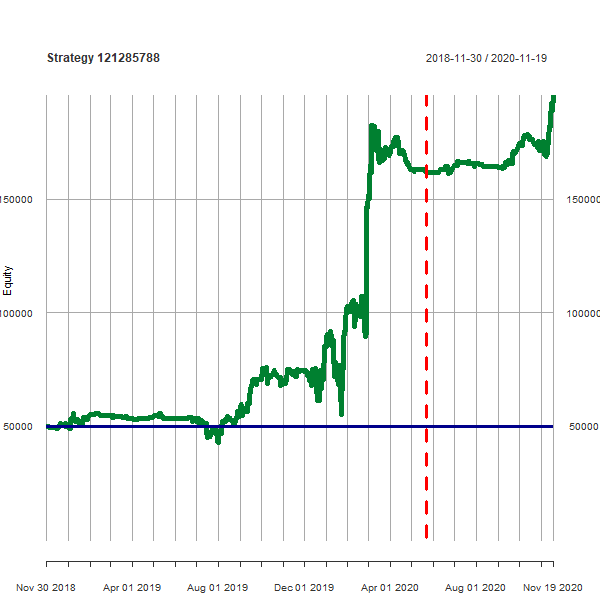 Strategy 121285788
2018-11-30 / 2020-11-19
150000
150000
Equity
100000
100000
50000
50000
Nov 30 2018
Apr 01 2019
Aug 01 2019
Dec 01 2019
Apr 01 2020
Aug 01 2020
Nov 19 2020